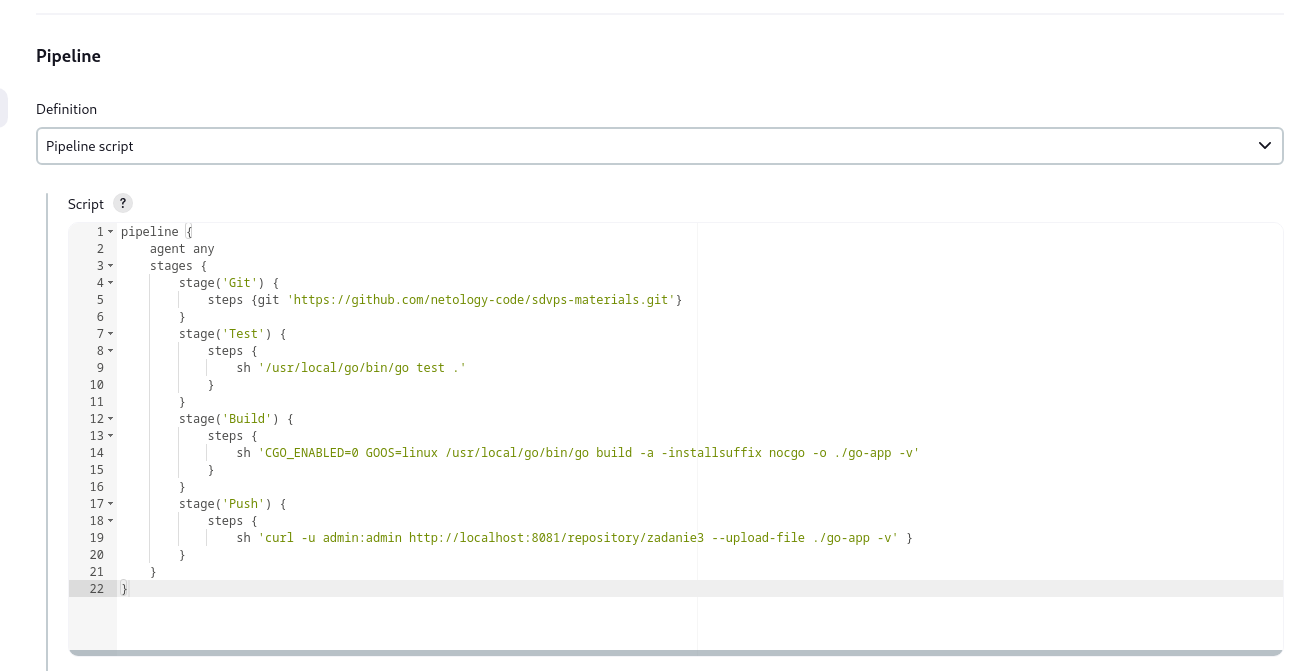 Pipeline
Definition
Pipeline script
Script ?
1 pipeline {
2     agent any
3     stages {
4         stage('Git') {
5             steps {git 'https://github.com/netology-code/sdvps-materials.git'}
6         }
7         stage('Test') {
8             steps {
9                 sh '/usr/local/go/bin/go test .'
10             }
11         }
12         stage('Build') {
13             steps {
14                 sh 'CGO_ENABLED=0 GOOS=linux /usr/local/go/bin/go build -a -installsuffix nocgo -o ./go-app -v'
15             }
16         }
17         stage('Push') {
18             steps {
19                 sh 'curl -u admin:admin http://localhost:8081/repository/zadanie3 --upload-file ./go-app -v' }
20         }
21     }
22 }